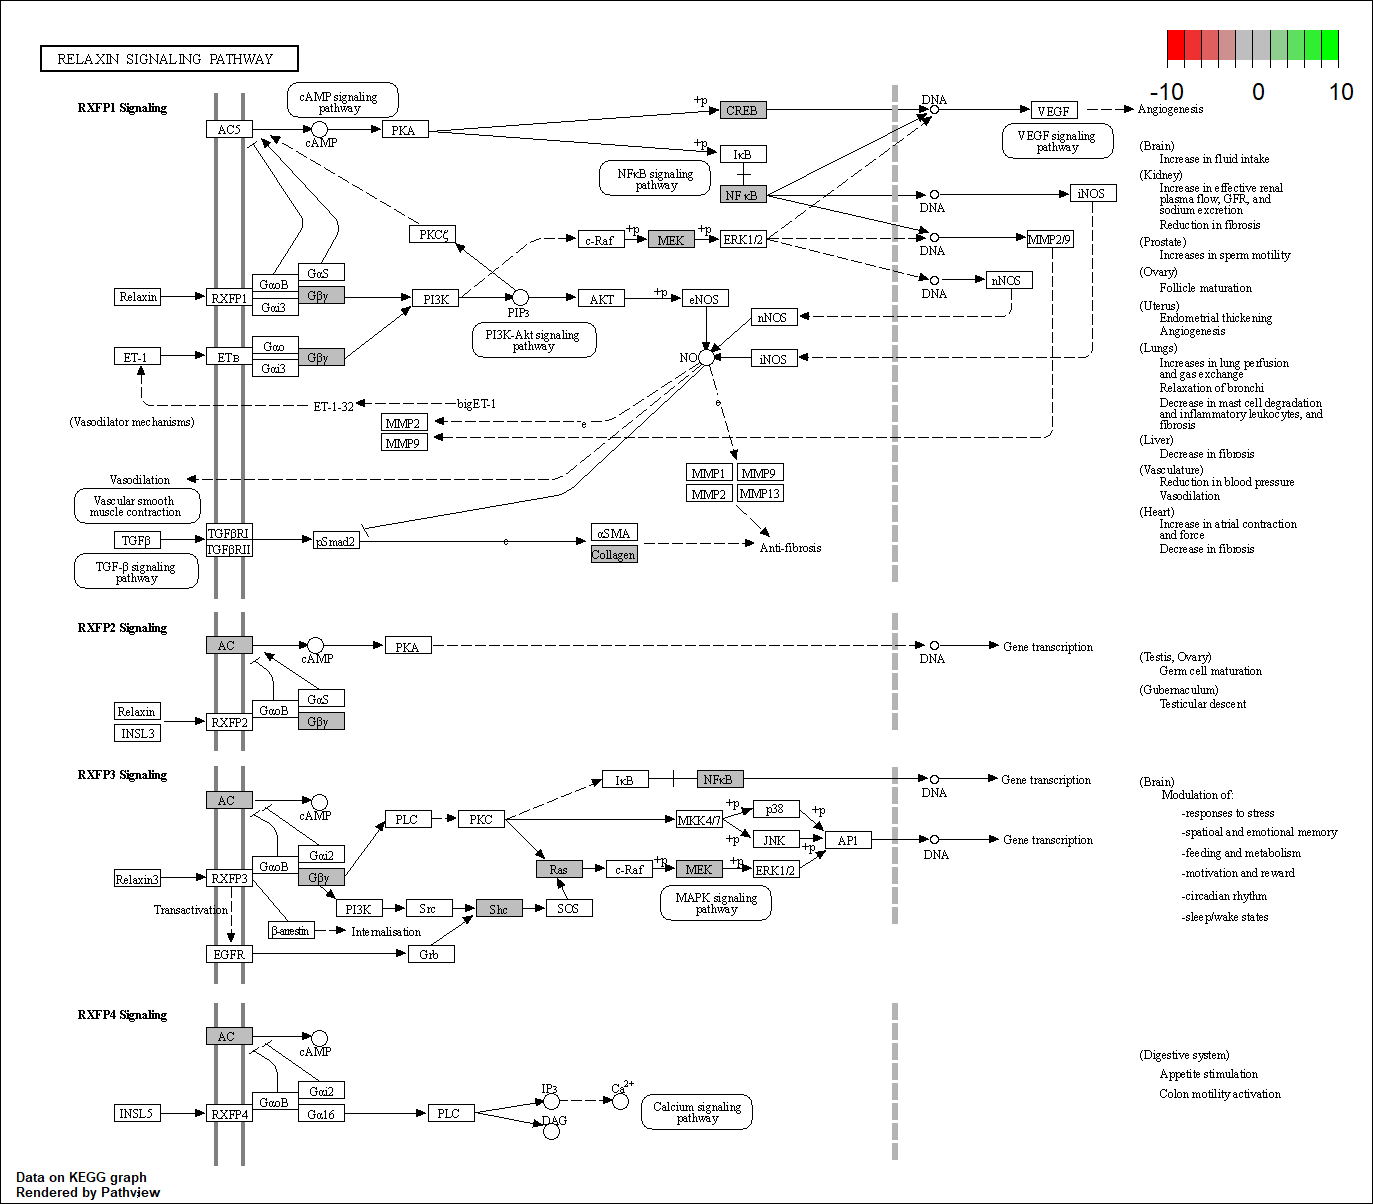 RELAXIN SIGNALING PATHWAY
-10 0 10
RXFP1 Signaling
cAMP signaling
pathway
AC5
cAMP
PKA
+p
CREB
DNA
VEGF
Angiogenesis
VEGF signaling
pathway
+p
IκB
NFκB signaling
pathway
NFκB
DNA
iNOS
PKCζ
c-Raf
+p
MEK
+p
ERK1/2
DNA
MMP2/9
DNA
nNOS
Relaxin
RXFP1
GαoB
GαS
Gβγ
Gαi3
PI3K
PIP3
AKT
+p
eNOS
PI3K-Akt signaling
pathway
nNOS
ET-1
ETB
Gαo
Gβγ
Gαi3
NO
iNOS
ET-1-32
bigET-1
(Vasodilator mechanisms)
MMP2
MMP9
e
e
Vasodilation
Vascular smooth
muscle contraction
MMP1
MMP9
MMP2
MMP13
TGFβ
TGFβRI
TGFβRII
pSmad2
e
αSMA
Collagen
Anti-fibrosis
TGF-β signaling
pathway
(Brain)
Increase in fluid intake
(Kidney)
Increase in effective renal
plasma flow, GFR, and
sodium excretion
Reduction in fibrosis
(Prostate)
Increases in sperm motility
(Ovary)
Follicle maturation
(Uterus)
Endometrial thickening
Angiogenesis
(Lungs)
Increases in lung perfusion
and gas exchange
Relaxation of bronchi
Decrease in mast cell degradation
and inflammatory leukocytes, and
fibrosis
(Liver)
Decrease in fibrosis
(Vasculature)
Reduction in blood pressure
Vasodilation
(Heart)
Increase in atrial contraction
and force
Decrease in fibrosis
RXFP2 Signaling
AC
cAMP
PKA
DNA
Gene transcription
Relaxin
INSL3
RXFP2
GαoB
GαS
Gβγ
(Testis, Ovary)
Germ cell maturation
(Gubernaculum)
Testicular descent
RXFP3 Signaling
AC
cAMP
IκB
NFκB
DNA
Gene transcription
PLC
PKC
MKK4/7
+p
p38
+p
+p
JNK
AP1
DNA
Gene transcription
+p
Relaxin3
RXFP3
GαoB
Gαi2
Gβγ
Ras
c-Raf
+p
MEK
+p
ERK1/2
MAPK signaling
pathway
PI3K
Src
Shc
SOS
Transactivation
β-arrestin
Internalisation
EGFR
Grb
(Brain)
Modulation of:
-responses to stress
-spatioal and emotional memory
-feeding and metabolism
-motivation and reward
-circadian rhythm
-sleep/wake states
RXFP4 Signaling
AC
cAMP
INSL5
RXFP4
GαoB
Gαi2
Gα16
PLC
IP3
DAG
Ca2+
Calcium signaling
pathway
(Digestive system)
Appetite stimulation
Colon motility activation
Data on KEGG graph
Rendered by Pathview